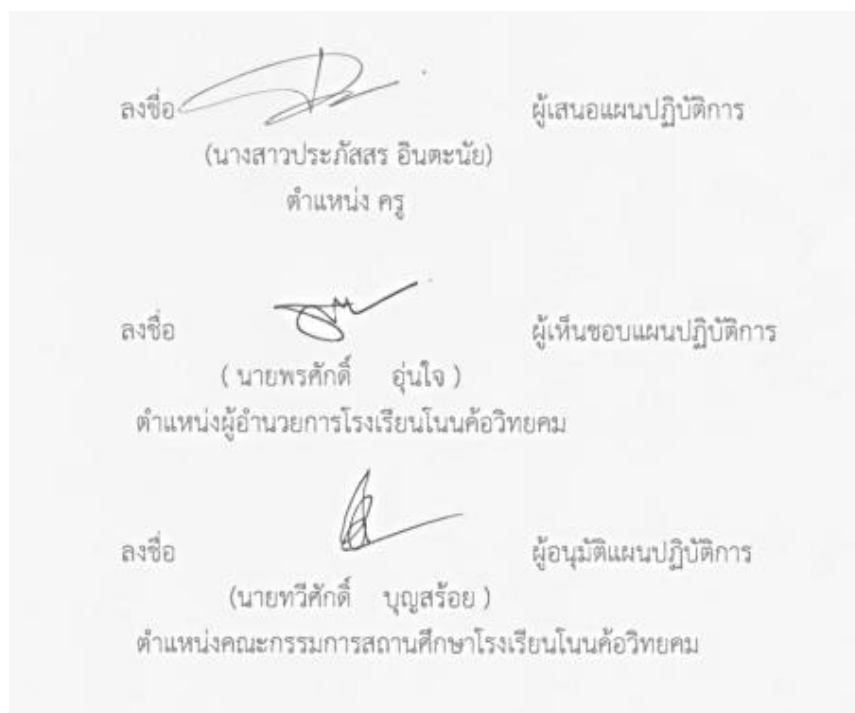 ลงชื่อ ผู้เสนอแผนปฏิบัติการ
(นางสาวประภัสสร อินตะนัย)
ตำแหน่ง ครู
ลงชื่อ ผู้เห็นชอบแผนปฏิบัติการ
( นายพรศักดิ์ อุ่นใจ )
ตำแหน่งผู้อำนวยการโรงเรียนโนนค้อวิทยคม
ลงชื่อ ผู้อนุมัติแผนปฏิบัติการ
(นายทวีศักดิ์ บุญสร้อย )
ตำแหน่งคณะกรรมการสถานศึกษาโรงเรียนโนนค้อวิทยคม